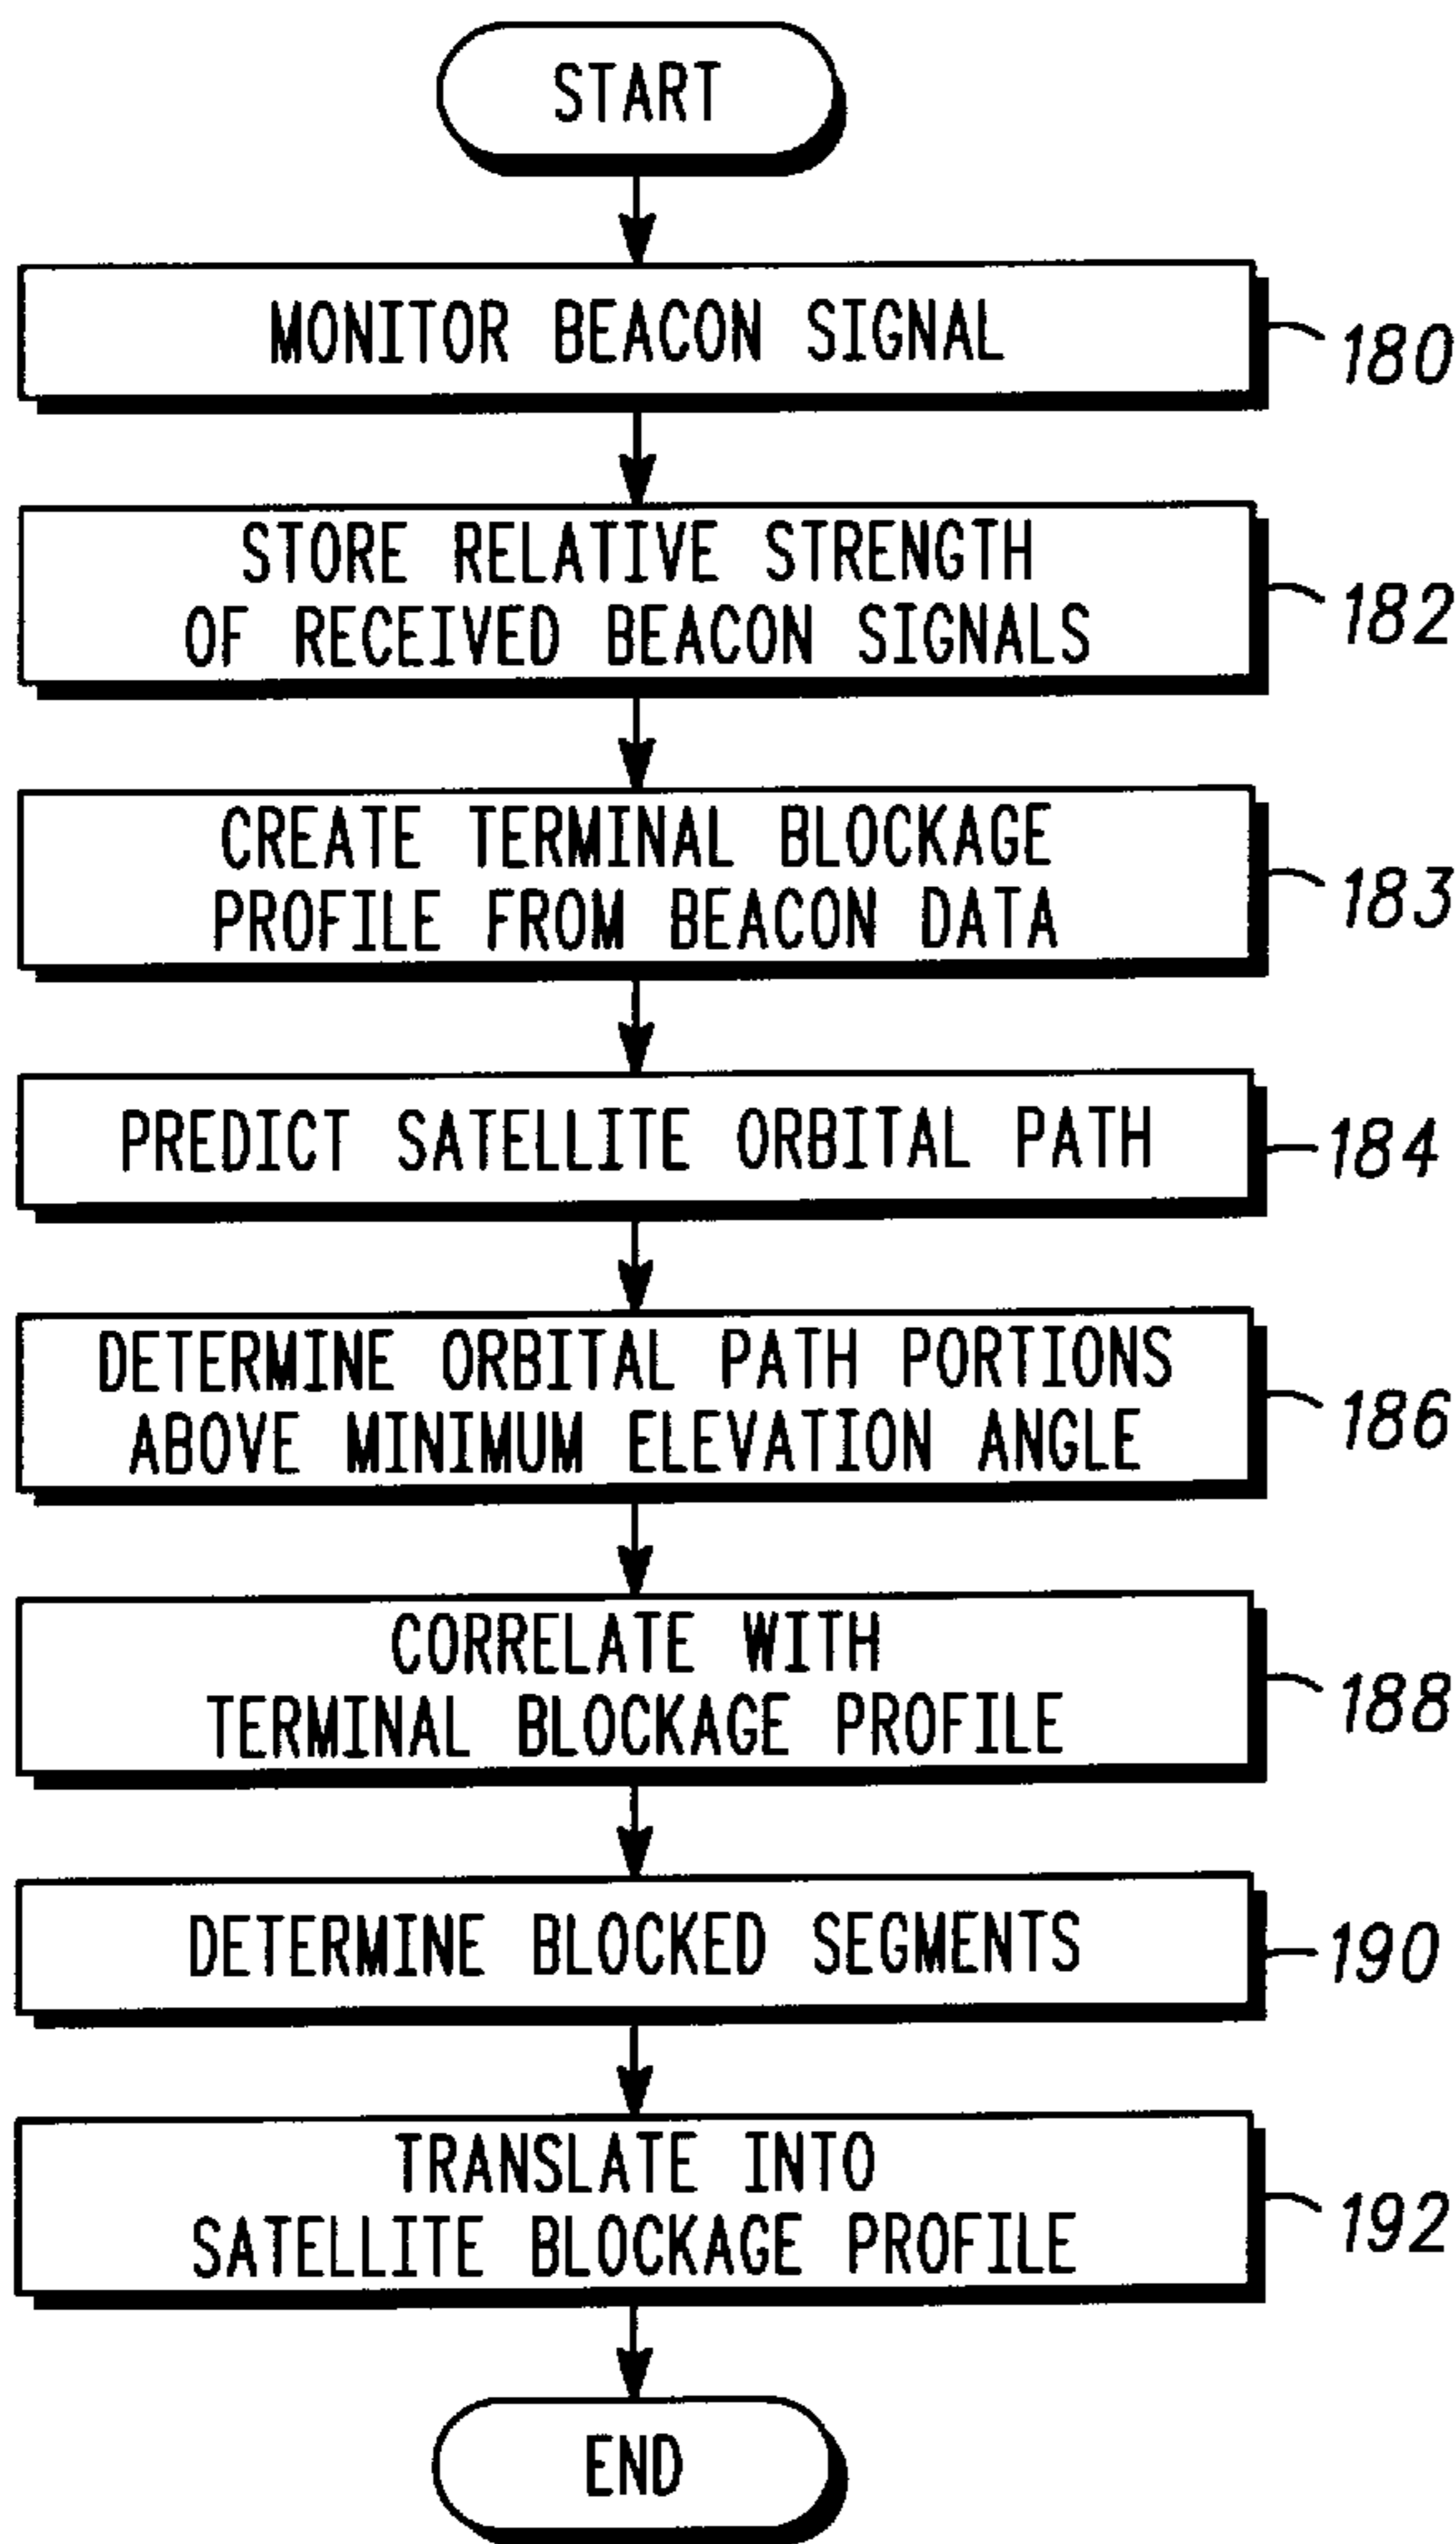 START
MONITOR BEACON SIGNAL
180
STORE RELATIVE STRENGTH
OF RECEIVED BEACON SIGNALS
182
CREATE TERMINAL BLOCKAGE
PROFILE FROM BEACON DATA
183
PREDICT SATELLITE ORBITAL PATH
184
DETERMINE ORBITAL PATH PORTIONS
ABOVE MINIMUM ELEVATION ANGLE
186
CORRELATE WITH
TERMINAL BLOCKAGE PROFILE
188
DETERMINE BLOCKED SEGMENTS
190
TRANSLATE INTO
SATELLITE BLOCKAGE PROFILE
192
END